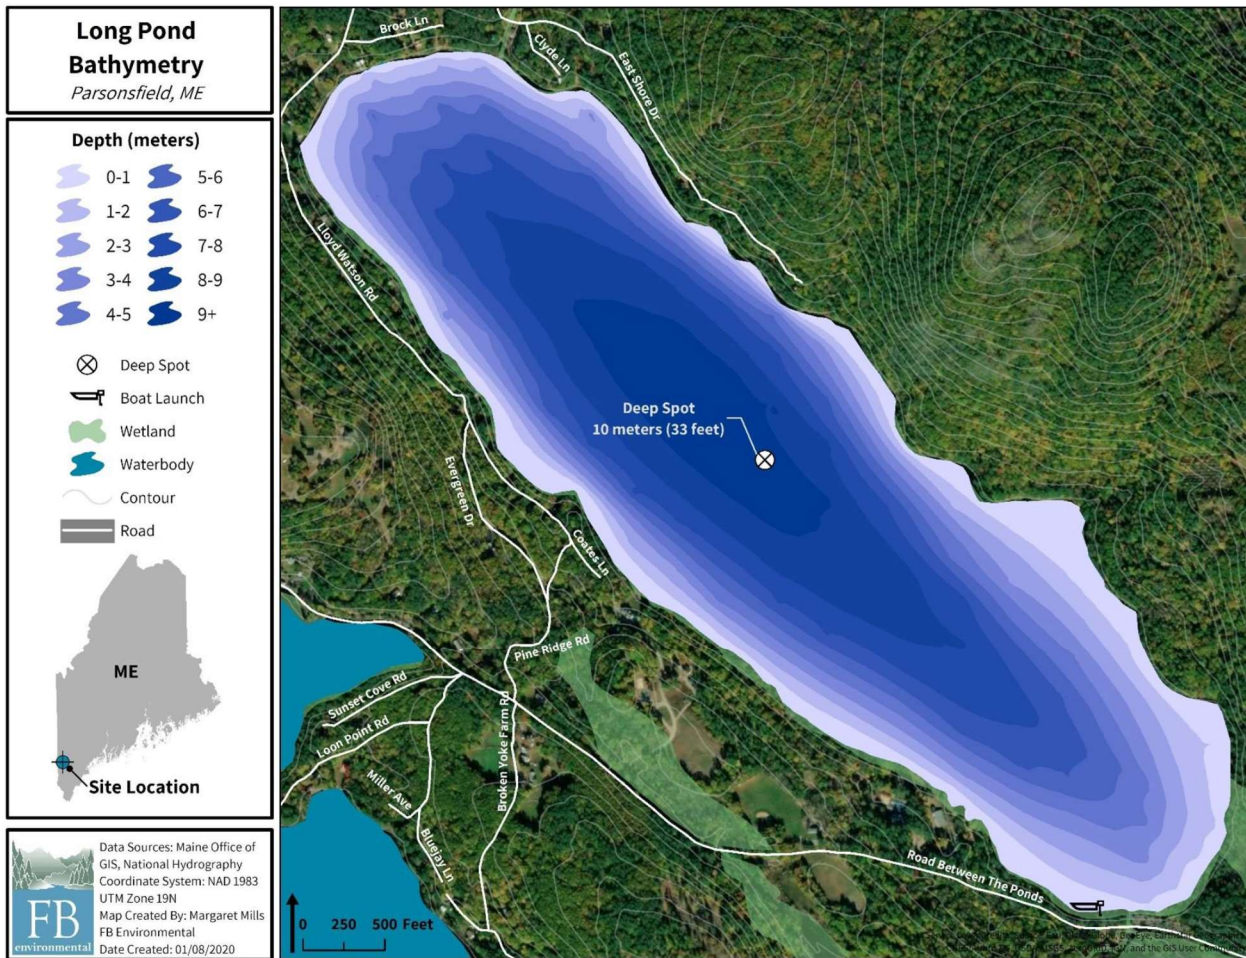 Long Pond
Bathymetry
Parsonsfield, ME
Depth (meters)
0-1
5-6
1-2
6-7
2-3
7-8
3-4
8-9
4-5
9+
Deep Spot
Boat Launch
Wetland
Waterbody
Contour
Road
ME
Site Location
FB
environmental
Data Sources: Maine Office of
GIS, National Hydrography
Coordinate System: NAD 1983
UTM Zone 19N
Map Created By: Margaret Mills
FB Environmental
Date Created: 01/08/2020
Brock Ln
Clyde Ln
East Shore Dr
Lloyd Watson Rd
Deep Spot
10 meters (33 feet)
Evergreen Dr
Coates Ln
Pine Ridge Rd
Sunset Cove Rd
Loon Point Rd
Broken Yoke Farm Rd
Miller Ave
Bluejay Ln
Road Between The Ponds
0 250 500 Feet
and the GIS User Community